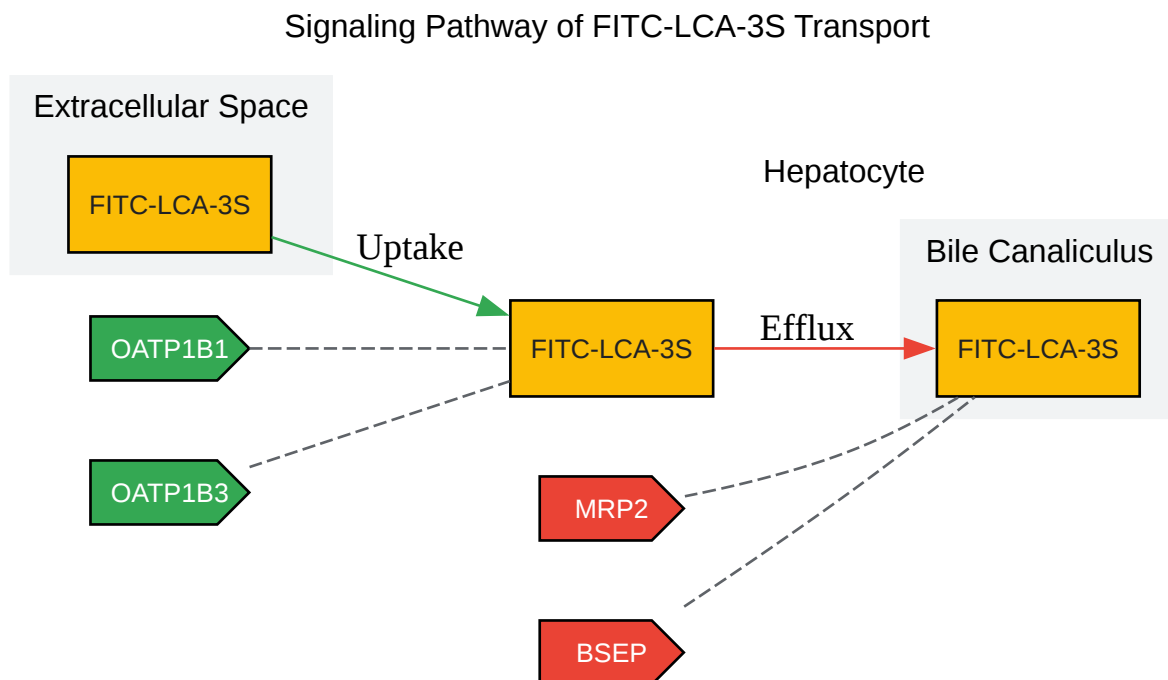 Signaling Pathway of FITC-LCA-3S Transport
Extracellular Space
FITC-LCA-3S
Hepatocyte
Uptake
Bile Canaliculus
OATP1B1
FITC-LCA-3S
Efflux
FITC-LCA-3S
OATP1B3
MRP2
BSEP